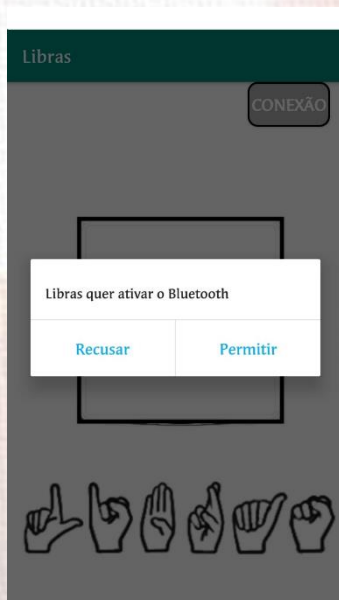 Libras
CONEXÃO
Libras quer ativar o Bluetooth
Recusar
Permitir